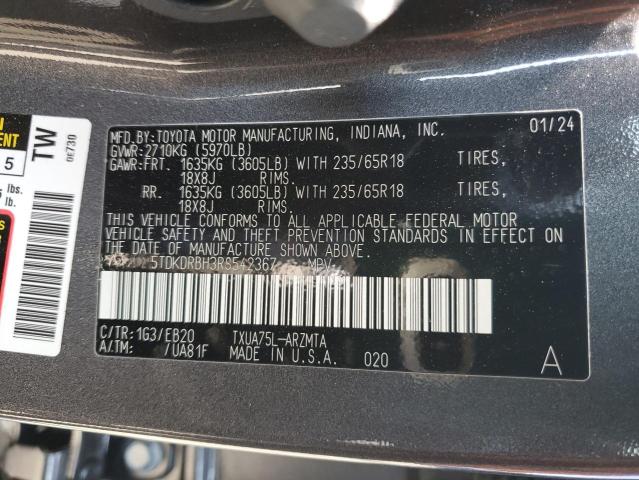 MFD.BY:TOYOTA MOTOR MANUFACTURING, INDIANA, INC. 01/24
GVWR:2710KG (5970LB)
GAWR:FRT. 1635KG (3605LB) WITH 235/65R18 TIRES,
18X8J RIMS.
RR. 1635KG (3605LB) WITH 235/65R18 TIRES,
18X8J RIMS.
THIS VEHICLE CONFORMS TO ALL APPLICABLE FEDERAL MOTOR
VEHICLE SAFETY AND THEFT PREVENTION STANDARDS IN EFFECT ON
THE DATE OF MANUFACTURE SHOWN ABOVE.
5TDKDRBH3RS542367 MPV
C/TR:1G3/EB20 TXUA75L-ARZMTA
A/TM: /UA81F MADE IN U.S.A. 020 A
TW
0E730
5
lbs.
lb.